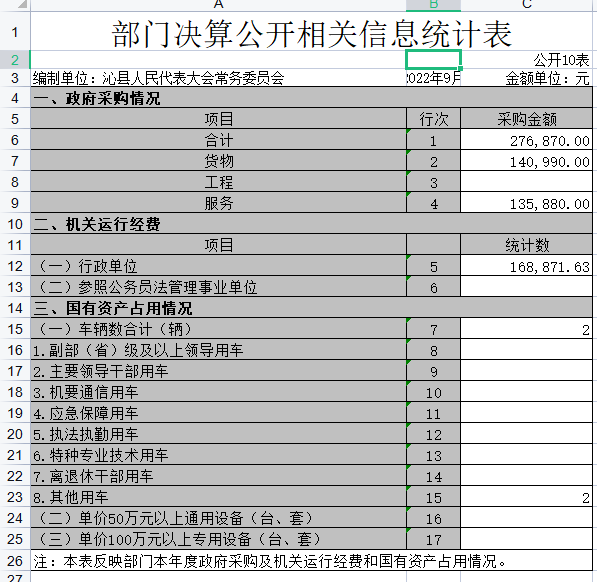 A B C
1 部门决算公开相关信息统计表
2 公开10表
3 编制单位：沁县人民代表大会常务委员会 2022年9月 金额单位：元
4 一、政府采购情况
5 项目 行次 采购金额
6 合计 1 276,870.00
7 货物 2 140,990.00
8 工程 3
9 服务 4 135,880.00
10 二、机关运行经费
11 项目 统计数
12 （一）行政单位 5 168,871.63
13 （二）参照公务员法管理事业单位 6
14 三、国有资产占用情况
15 （一）车辆数合计（辆） 7 2
16 1.副部（省）级及以上领导用车 8
17 2.主要领导干部用车 9
18 3.机要通信用车 10
19 4.应急保障用车 11
20 5.执法执勤用车 12
21 6.特种专业技术用车 13
22 7.离退休干部用车 14
23 8.其他用车 15 2
24 （二）单价50万元以上通用设备（台、套） 16
25 （三）单价100万元以上专用设备（台、套） 17
26 注：本表反映部门本年度政府采购及机关运行经费和国有资产占用情况。
27